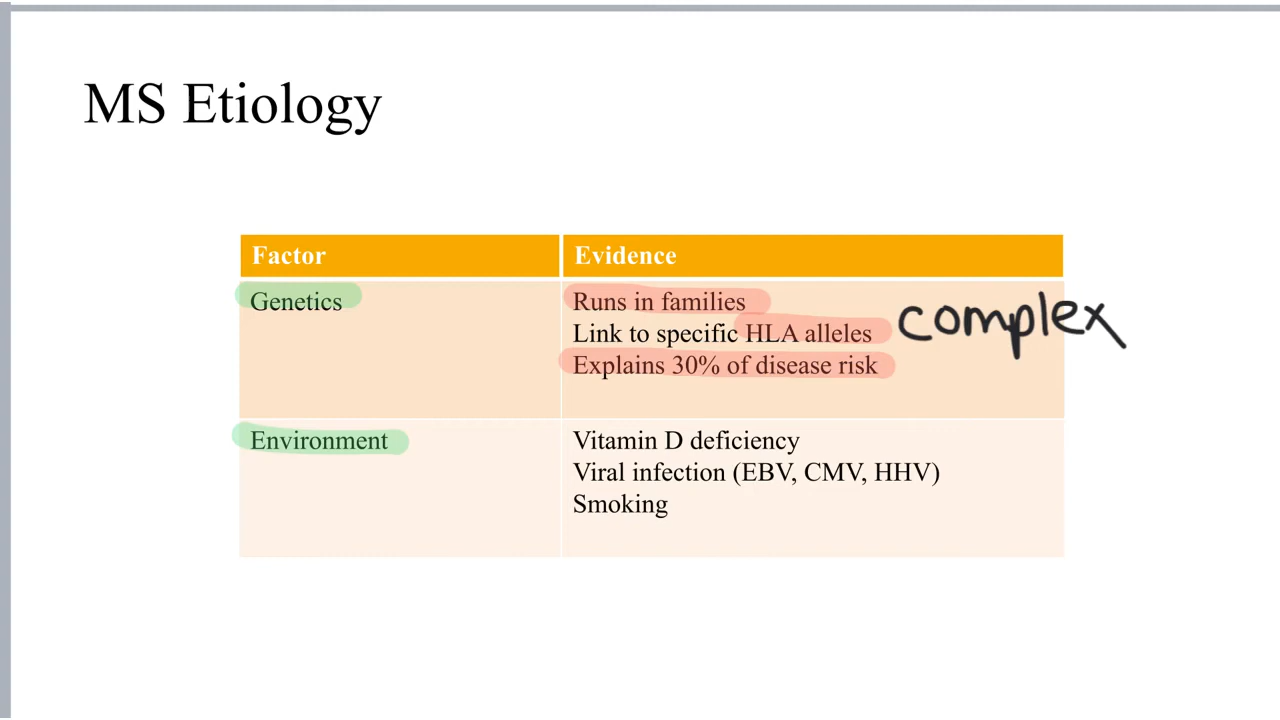 MS Etiology
Factor Evidence
Genetics Runs in families
Link to specific HLA alleles
complex
Explains 30% of disease risk
Environment Vitamin D deficiency
Viral infection (EBV, CMV, HHV)
Smoking